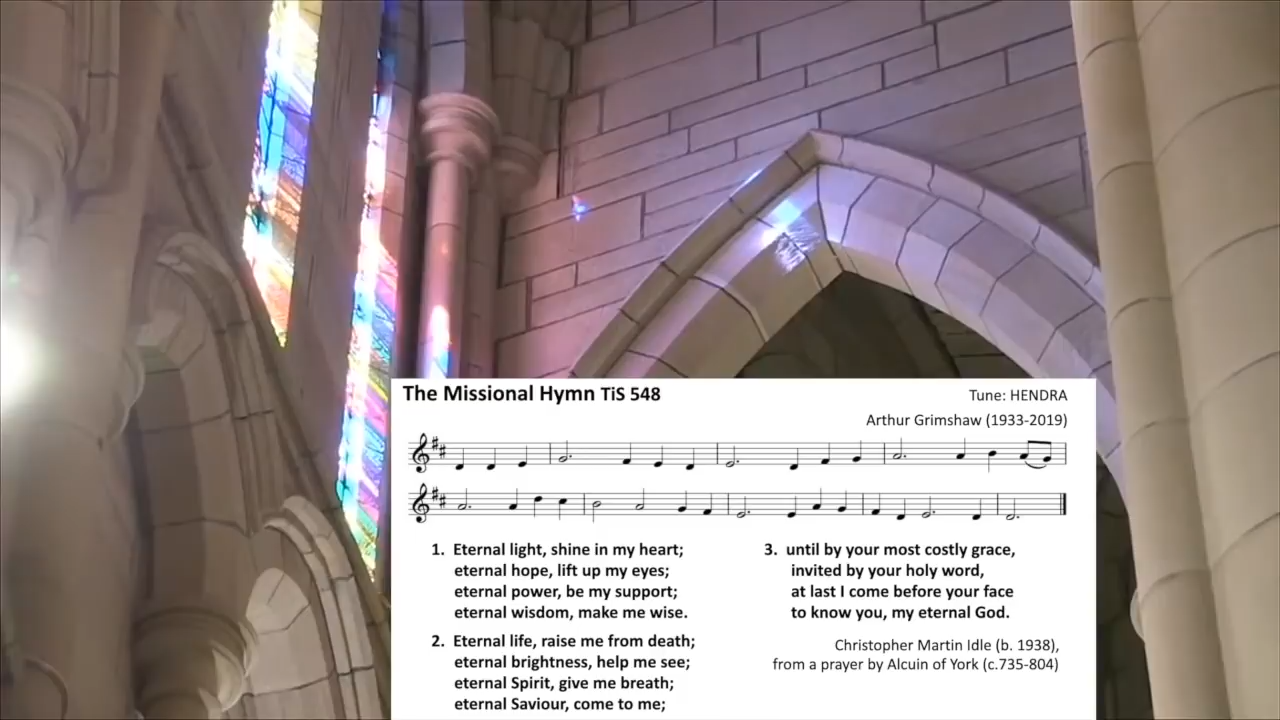 The Missional Hymn TiS 548
Tune: HENDRA
Arthur Grimshaw (1933-2019)
1. Eternal light, shine in my heart;
eternal hope, lift up my eyes;
eternal power, be my support;
eternal wisdom, make me wise.
2. Eternal life, raise me from death;
eternal brightness, help me see;
eternal Spirit, give me breath;
eternal Saviour, come to me;
3. until by your most costly grace,
invited by your holy word,
at last I come before your face
to know you, my eternal God.
Christopher Martin Idle (b. 1938),
from a prayer by Alcuin of York (c.735-804)